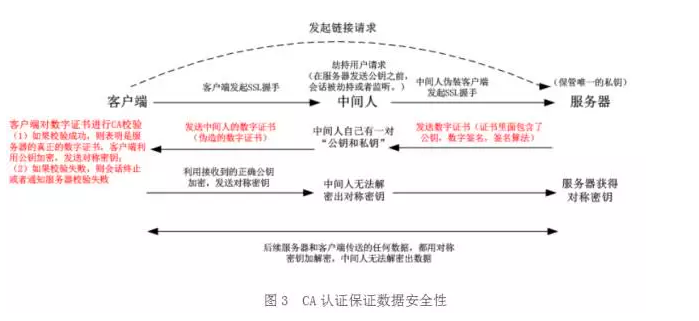 发起链接请求
劫持用户请求
（在服务器发送公钥之前，
会话被劫持或者监听。）
客户端发起SSL握手
中间人伪装客户端
发起SSL握手
（保管唯一的私钥）
客户端
中间人
服务器
客户端对数字证书进行CA校验
（1）如果校验成功，则表明是服
务器的真正的数字证书，客户端利
用公钥加密，发送对称密钥；
（2）如果校验失败，则会话终止
或者通知服务器校验失败
发送中间人的数字证书
（伪造的数字证书）
中间人自己有一对
“公钥和私钥”
发送数字证书（证书里面包含了
公钥，数字签名，签名算法）
利用接收到的正确公钥
加密，发送对称密钥
中间人无法解
密出对称密钥
服务器获得
对称密钥
后续服务器和客户端传送的任何数据，都用对称
密钥加解密，中间人无法解密出数据
图3 CA认证保证数据安全性